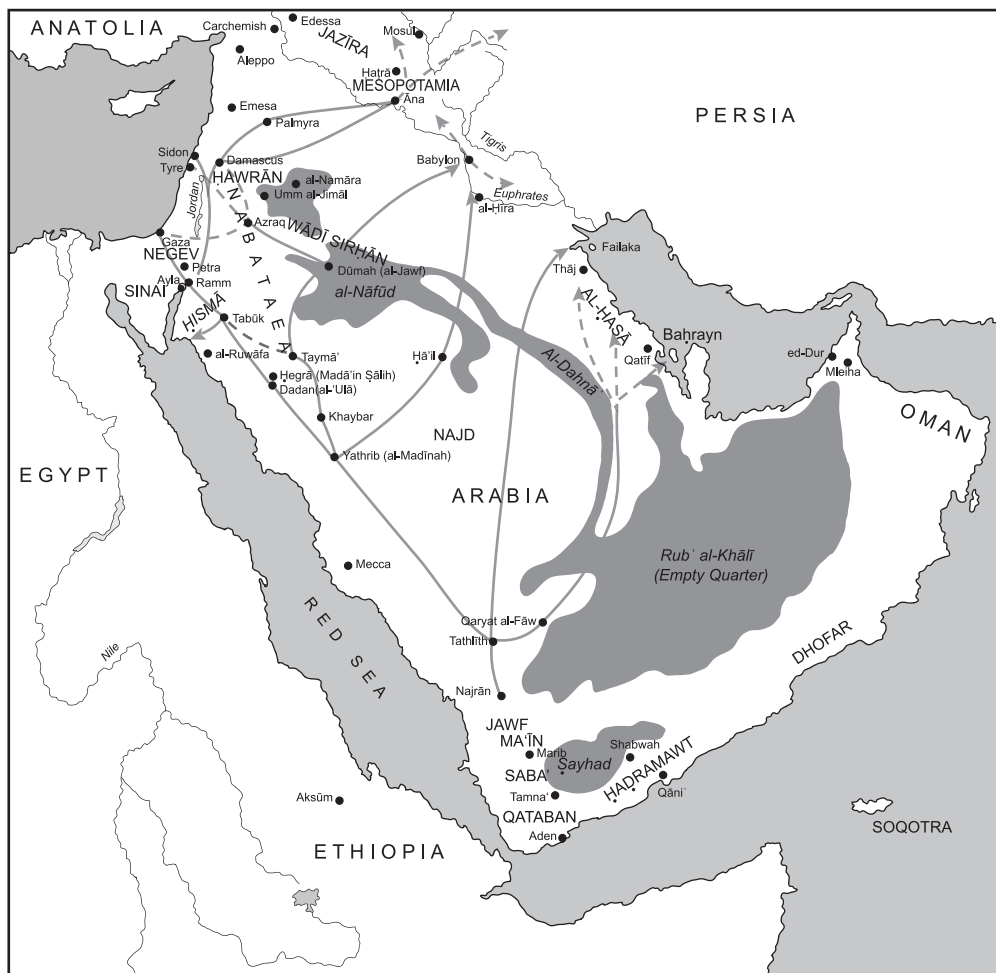 ANATOLIA
Carchemish
Edessa
JAZĪRA
Mosul
Aleppo
Ḥaṭrā
MESOPOTAMIA
Āna
Emesa
Palmyra
PERSIA
Sidon
Tyre
Damascus
ḤAWRĀN
Jordan
al-Namāra
Umm al-Jimāl
Babylon
Tigris
Euphrates
al-Ḥīra
Gaza
Azraq
WĀDĪ SIRḤĀN
NABATAEA
NEGEV
Petra
Ayla
Ramm
SINAI
Dūmah (al-Jawf)
al-Nāfūd
Failaka
Thāj
ḤISMĀ
Tabūk
AL-ḤASĀ
al-Ruwāfa
Taymāʾ
Ḥāʾil
Al-Dahnā
Baḥrayn
Qaṭīf
ed-Dur
Mleiha
Ḥegrā (Madāʾin Ṣāliḥ)
Dadan (al-ʿUlā)
Khaybar
OMAN
NAJD
EGYPT
Yathrib (al-Madīnah)
ARABIA
Mecca
Rubʿ al-Khālī
(Empty Quarter)
RED SEA
Qaryat al-Fāw
Tathlīth
DHOFAR
Nile
Najrān
JAWF
MAʿĪN
Marib
Ṣayhad
Shabwah
SABAʾ
ḤAḌRAMAWT
Qāniʾ
Tamnaʿ
Aksūm
QATABAN
Aden
SOQOTRA
ETHIOPIA